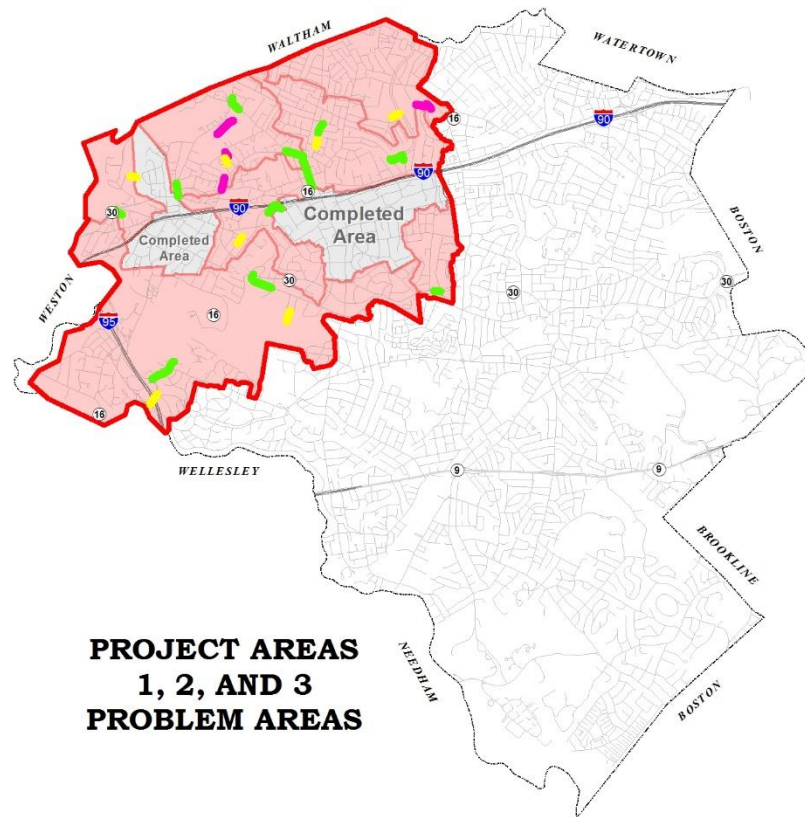 WALTHAM
WATERTOWN
16
90
90
16
30
90
Completed
Area
Completed
Area
BOSTON
30
30
30
WESTON
95
16
16
WELLESLEY
9
9
BROOKLINE
NEEDHAM
BOSTON
PROJECT AREAS
1, 2, AND 3
PROBLEM AREAS